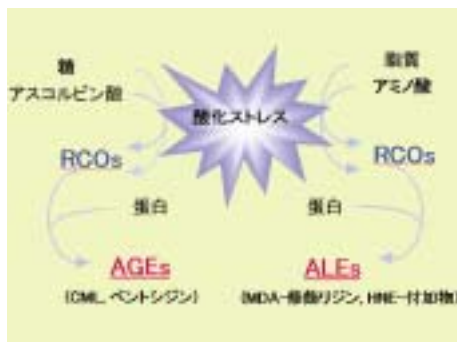 糖
アスコルビン酸
脂質
アミノ酸
酸化ストレス
RCOs
RCOs
蛋白
蛋白
AGEs
(CML, ペントシジン)
ALEs
(MDA-修飾リジン, HNE-付加物)